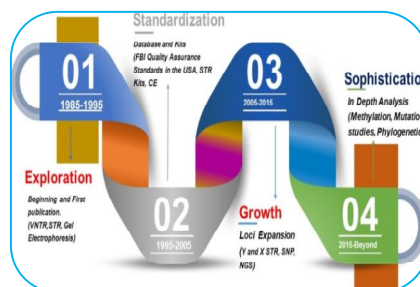 01
1985-1995
Exploration
Beginning and First
publication.
(VNTR,STR, Gel
Electrophoresis)
Standardization
Database and Kits
(FBI Quality Assurance
Standards in the USA, STR
Kits, CE
02
1995-2005
03
2005-2015
Growth
Loci Expansion
(Y and X STR, SNP,
NGS)
Sophistication
In Depth Analysis
(Methylation, Mutation
studies, Phylogenetic
04
2015-Beyond